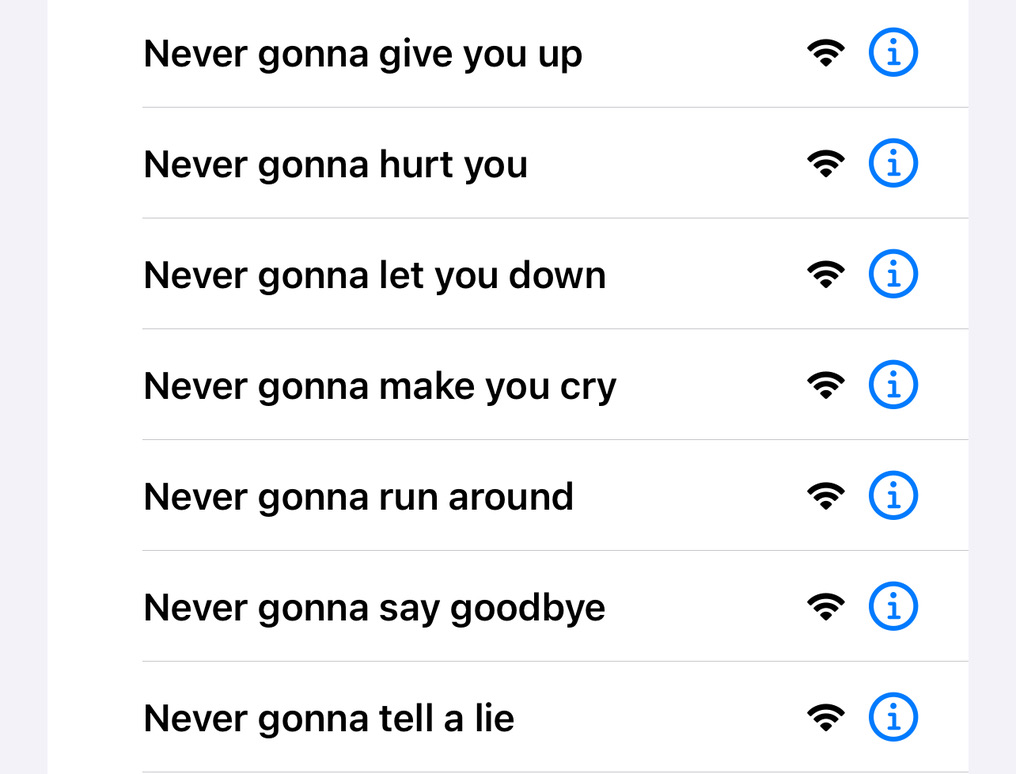 Never gonna give you up
Never gonna hurt you
Never gonna let you down
Never gonna make you cry
Never gonna run around
Never gonna say goodbye
Never gonna tell a lie